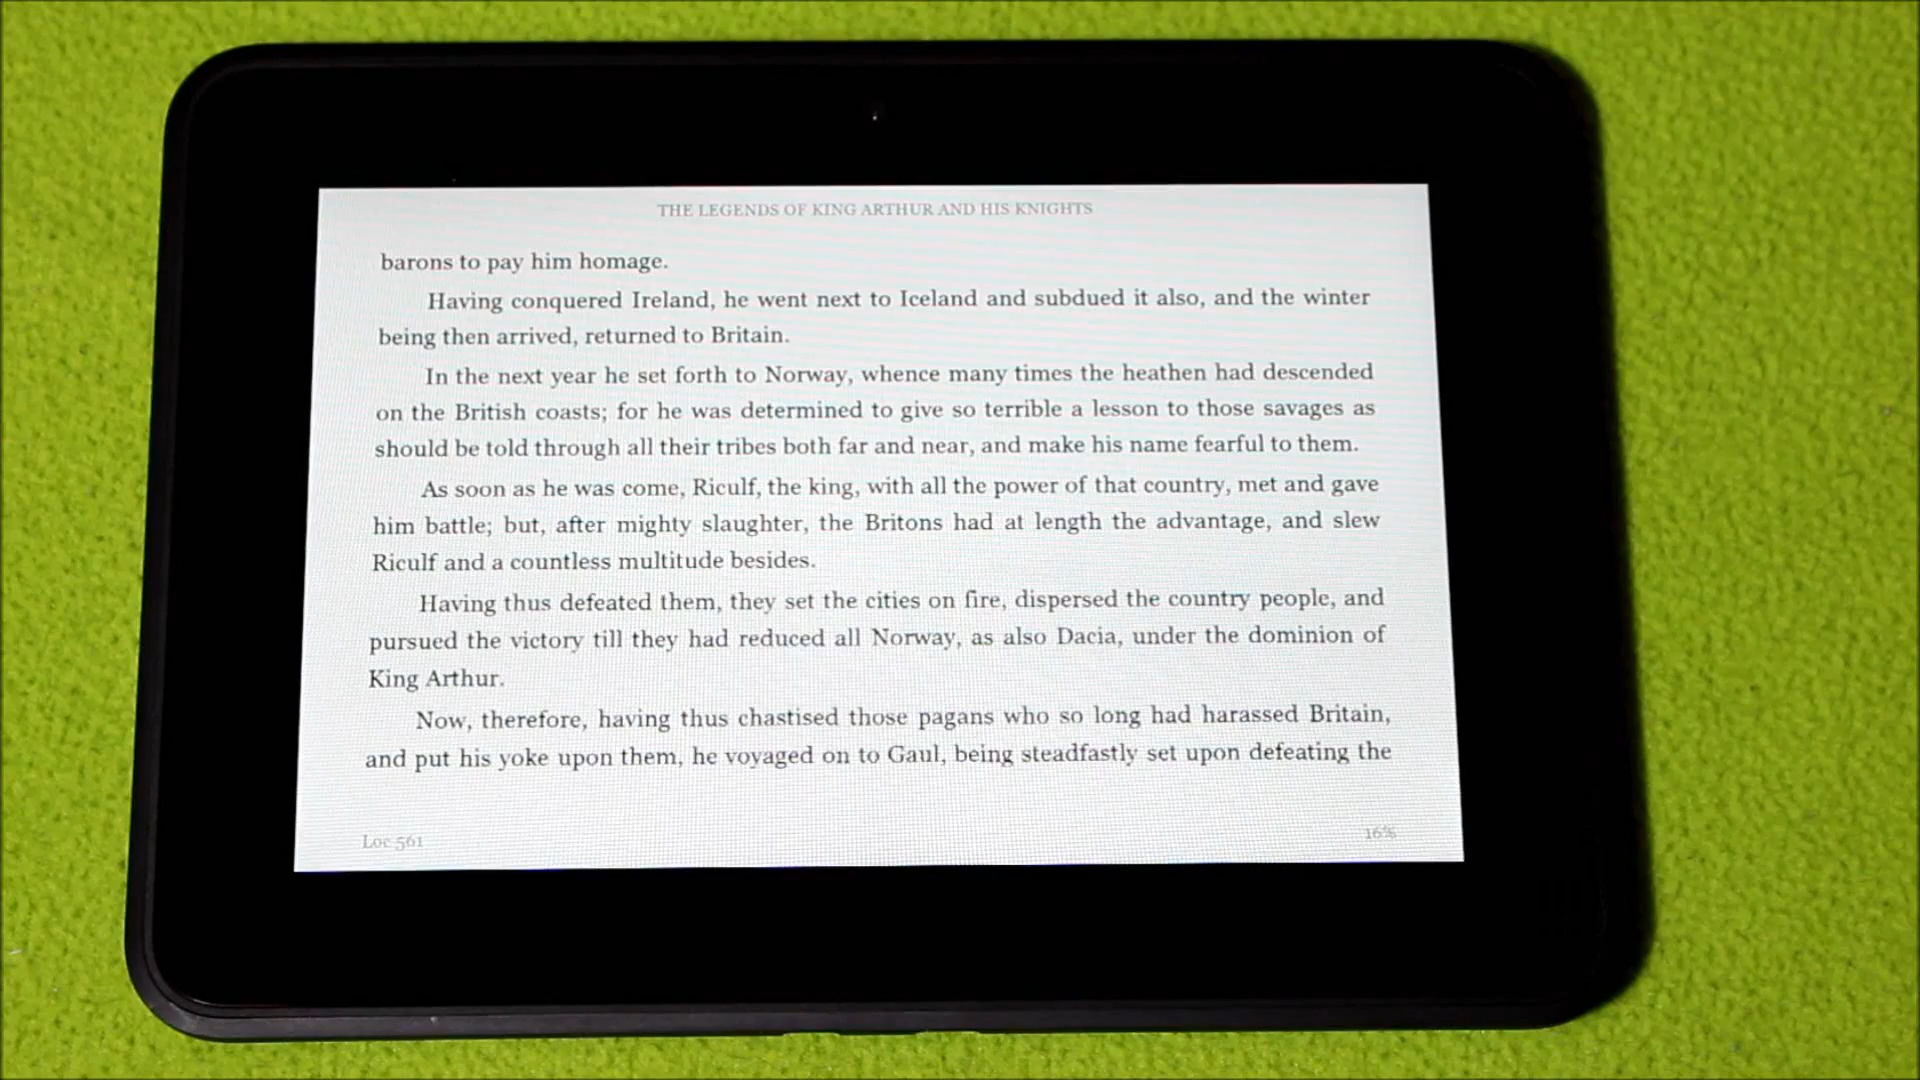 THE LEGENDS OF KING ARTHUR AND HIS KNIGHTS
barons to pay him homage.
Having conquered Ireland, he went next to Iceland and subdued it also, and the winter
being then arrived, returned to Britain.
In the next year he set forth to Norway, whence many times the heathen had descended
on the British coasts; for he was determined to give so terrible a lesson to those savages as
should be told through all their tribes both far and near, and make his name fearful to them.
As soon as he was come, Riculf, the king, with all the power of that country, met and gave
him battle; but, after mighty slaughter, the Britons had at length the advantage, and slew
Riculf and a countless multitude besides.
Having thus defeated them, they set the cities on fire, dispersed the country people, and
pursued the victory till they had reduced all Norway, as also Dacia, under the dominion of
King Arthur.
Now, therefore, having thus chastised those pagans who so long had harassed Britain,
and put his yoke upon them, he voyaged on to Gaul, being steadfastly set upon defeating the
Loc 561
16%